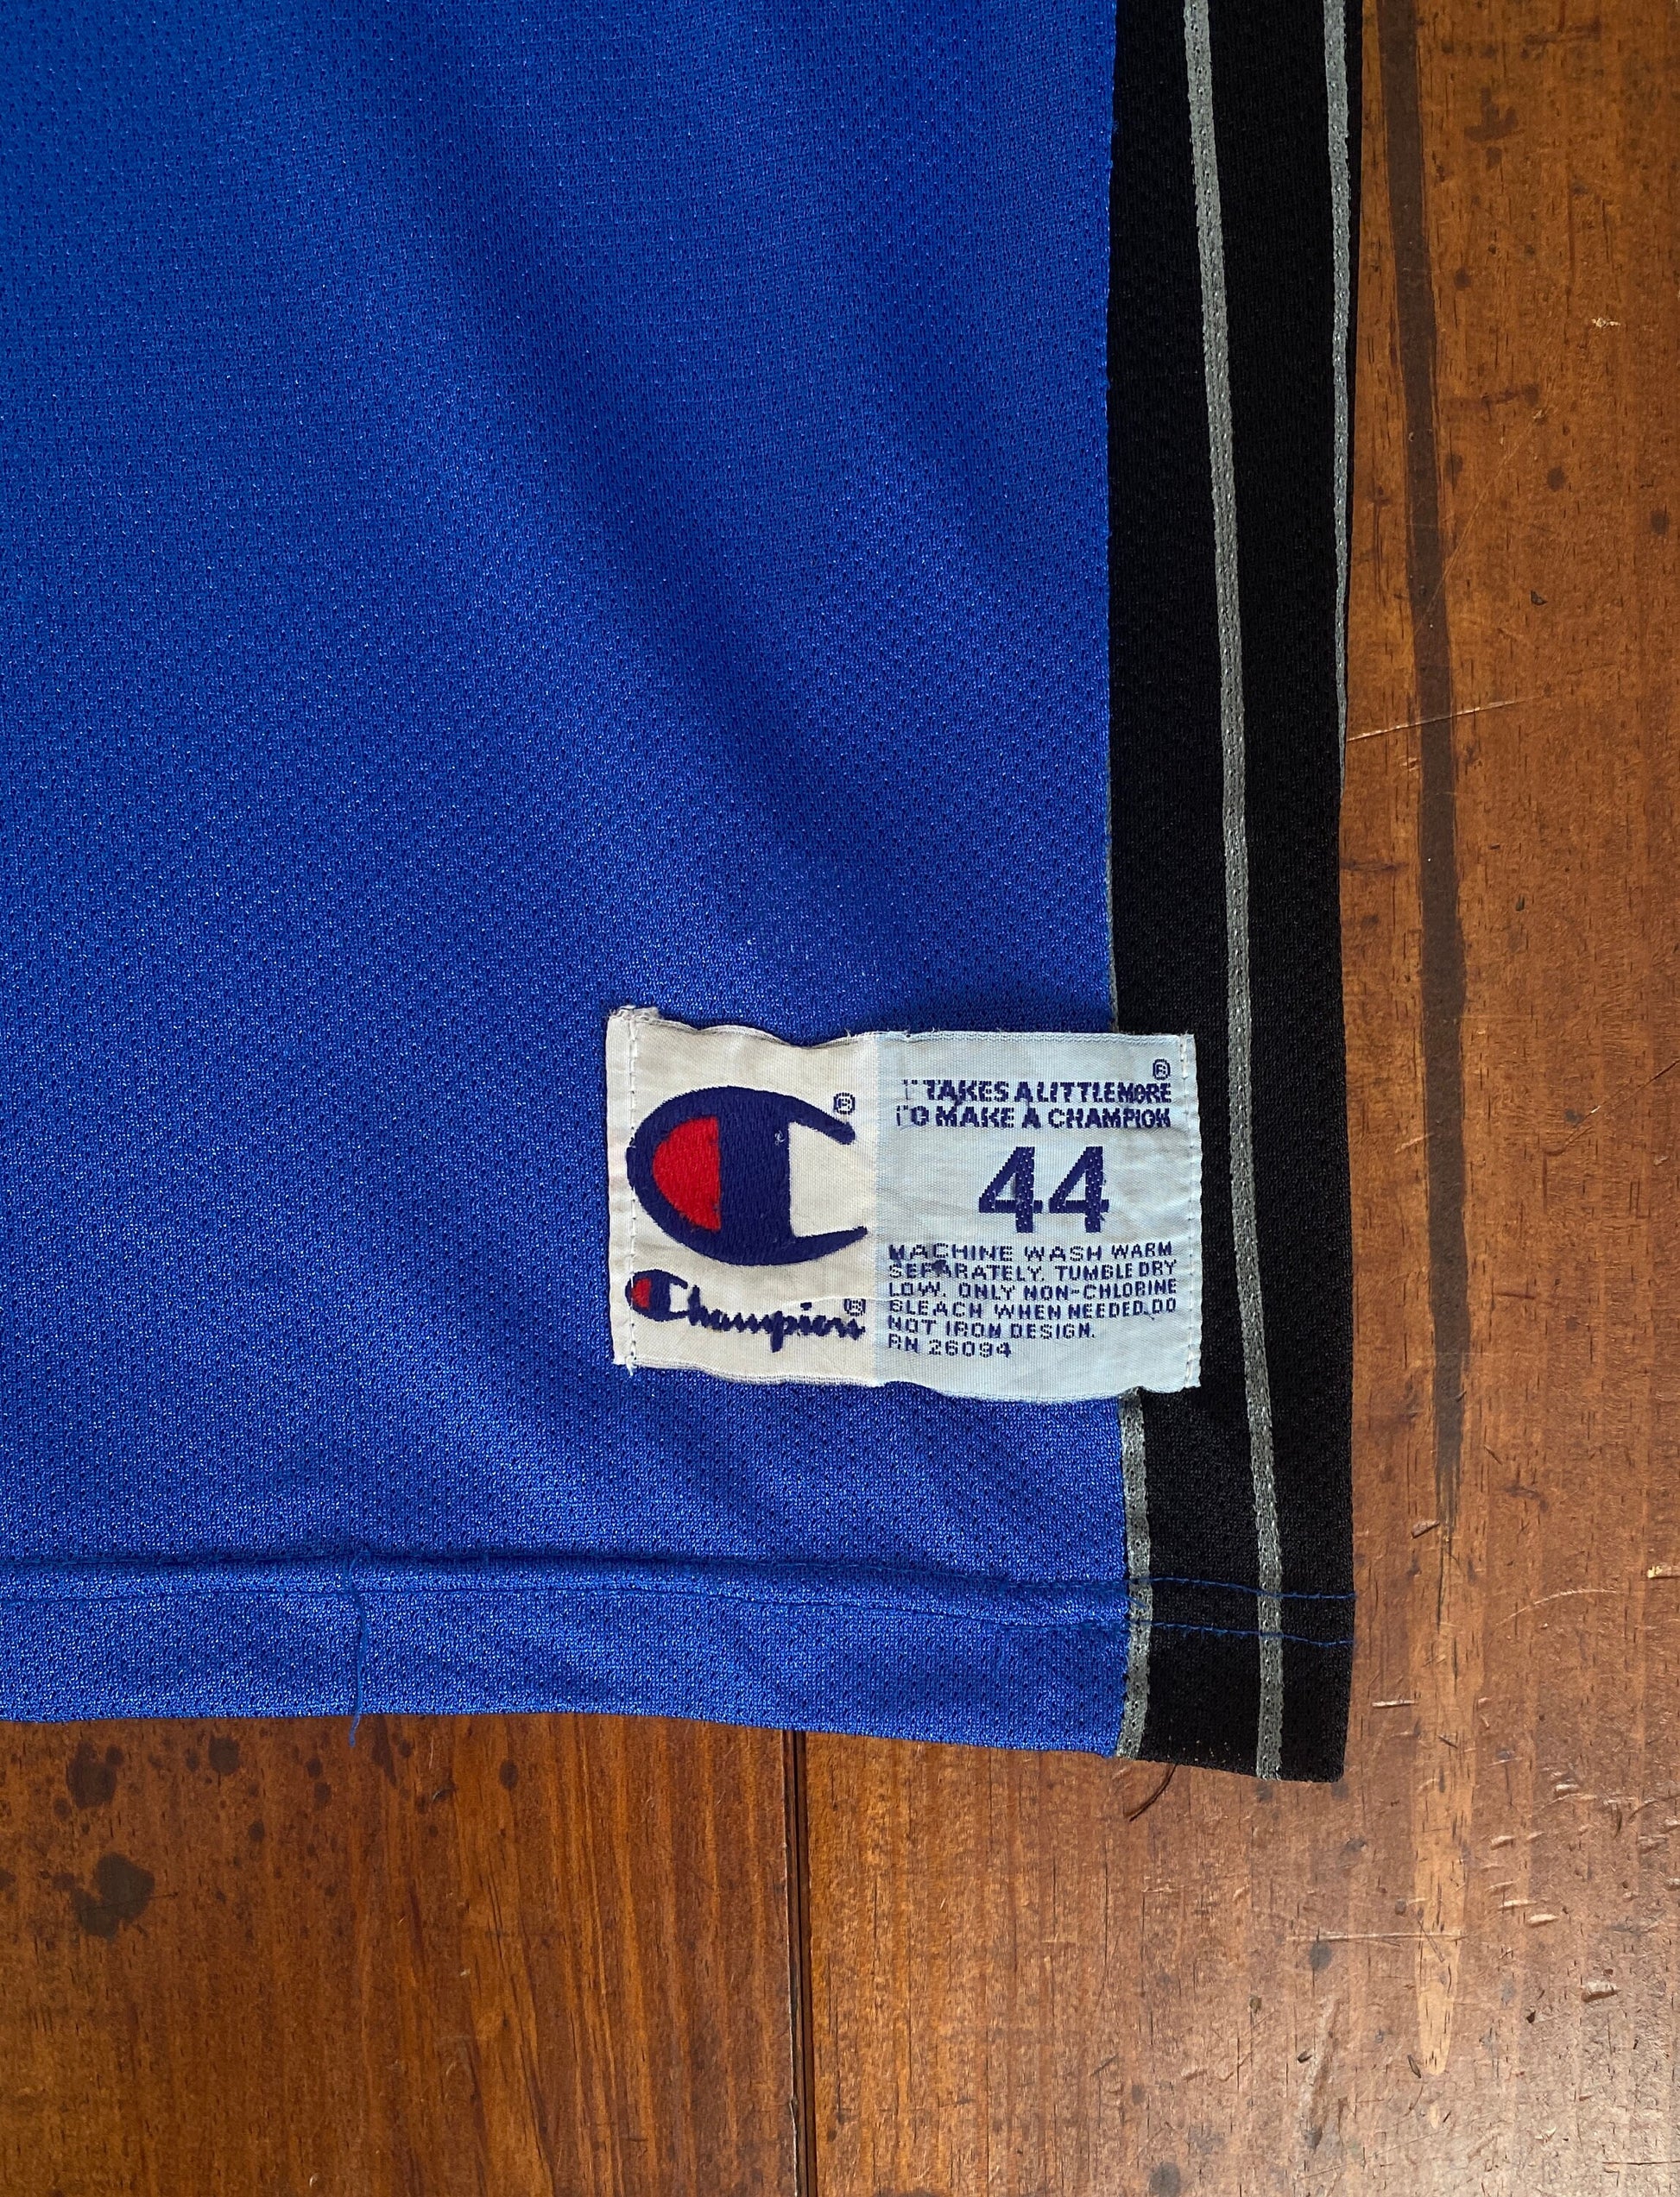 ®
Champion®
®
IT TAKES A LITTLE MORE
TO MAKE A CHAMPION
44
MACHINE WASH WARM
SEPARATELY. TUMBLE DRY
LOW. ONLY NON-CHLORINE
BLEACH WHEN NEEDED. DO
NOT IRON DESIGN.
RN 26094